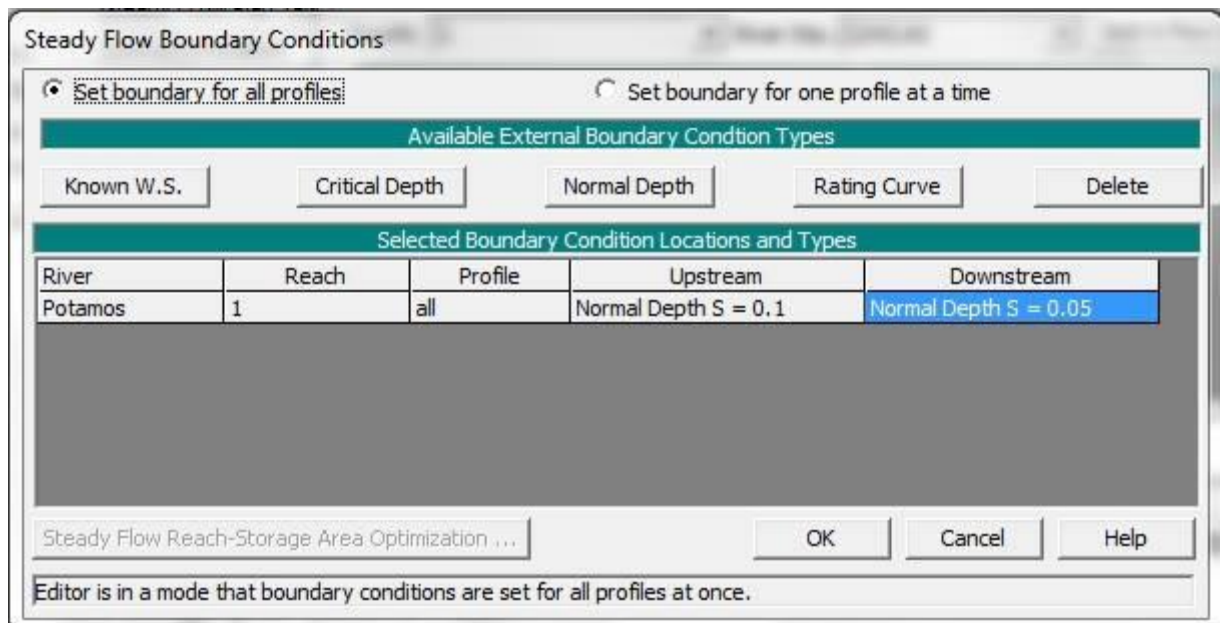 Steady Flow Boundary Conditions
Set boundary for all profiles Set boundary for one profile at a time
Available External Boundary Condtion Types
Known W.S. Critical Depth Normal Depth Rating Curve Delete
Selected Boundary Condition Locations and Types
River Reach Profile Upstream Downstream
Potamos 1 all Normal Depth S = 0.1 Normal Depth S = 0.05
Steady Flow Reach-Storage Area Optimization ... OK Cancel Help
Editor is in a mode that boundary conditions are set for all profiles at once.